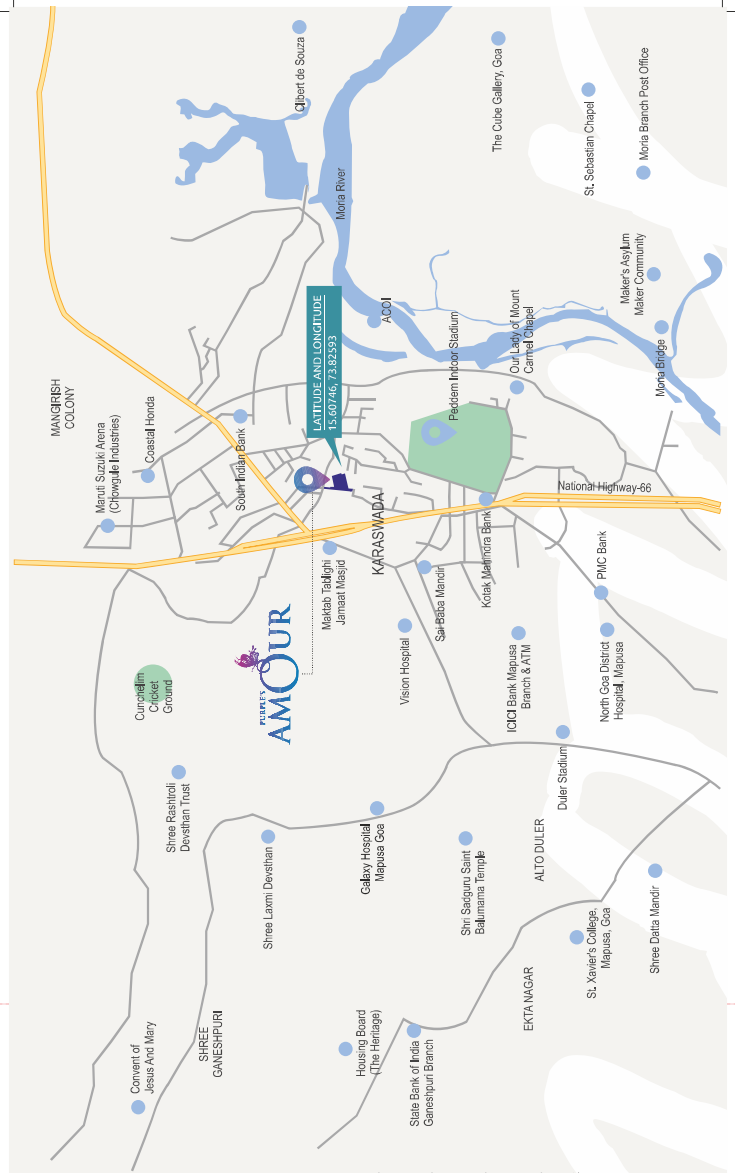 Convent of
Jesus And Mary
SHREE
GANESHPURI
Shree Rashtroli
Devsthan Trust
Cunchelim
Cricket
Ground
Maruti Suzuki Arena
(Chowgule Industries)
Coastal Honda
MANGIRISH
COLONY
Shree Laxmi Devsthan
PURPLE'S
AMOUR
South Indian Bank
Clibert de Souza
LATITUDE AND LONGITUDE
15.60746, 73.82593
Maktab Tablighi
Jamaat Masjid
Moria River
Housing Board
(The Heritage)
Galaxy Hospital
Mapusa Goa
KARASWADA
ACOI
State Bank of India
Ganeshpuri Branch
Vision Hospital
Sai Baba Mandir
Peddem Indoor Stadium
Shri Sadguru Saint
Balumama Temple
Kotak Mahindra Bank
Our Lady of Mount
Carmel Chapel
The Cube Gallery, Goa
EKTA NAGAR
ALTO DULER
ICICI Bank Mapusa
Branch & ATM
Duler Stadium
St. Xavier's College,
Mapusa, Goa
North Goa District
Hospital, Mapusa
PMC Bank
National Highway-66
St. Sebastian Chapel
Shree Datta Mandir
Moria Bridge
Maker's Asylum
Maker Community
Moria Branch Post Office